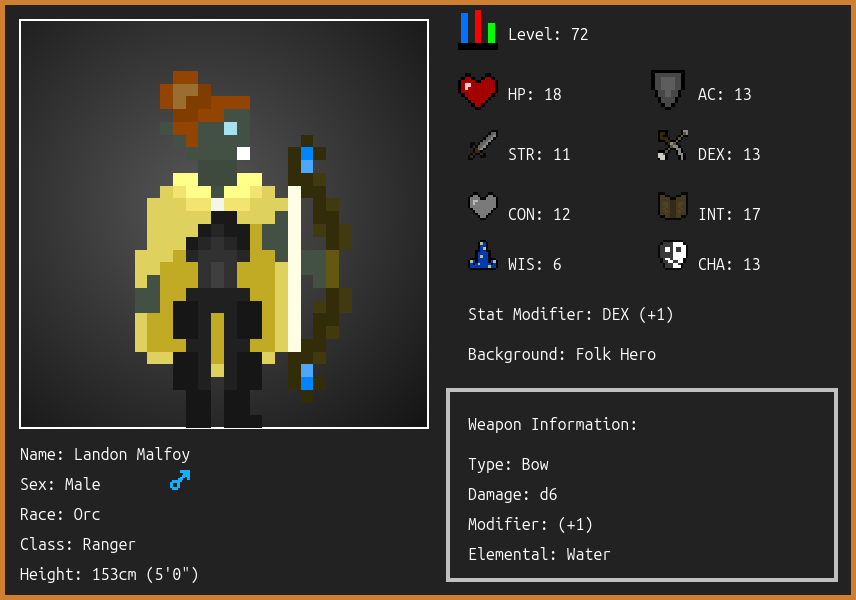 Level: 72
HP: 18
AC: 13
STR: 11
DEX: 13
CON: 12
INT: 17
WIS: 6
CHA: 13
Stat Modifier: DEX (+1)
Background: Folk Hero
Weapon Information:
Type: Bow
Damage: d6
Modifier: (+1)
Elemental: Water
Name: Landon Malfoy
Sex: Male
Race: Orc
Class: Ranger
Height: 153cm (5'0")